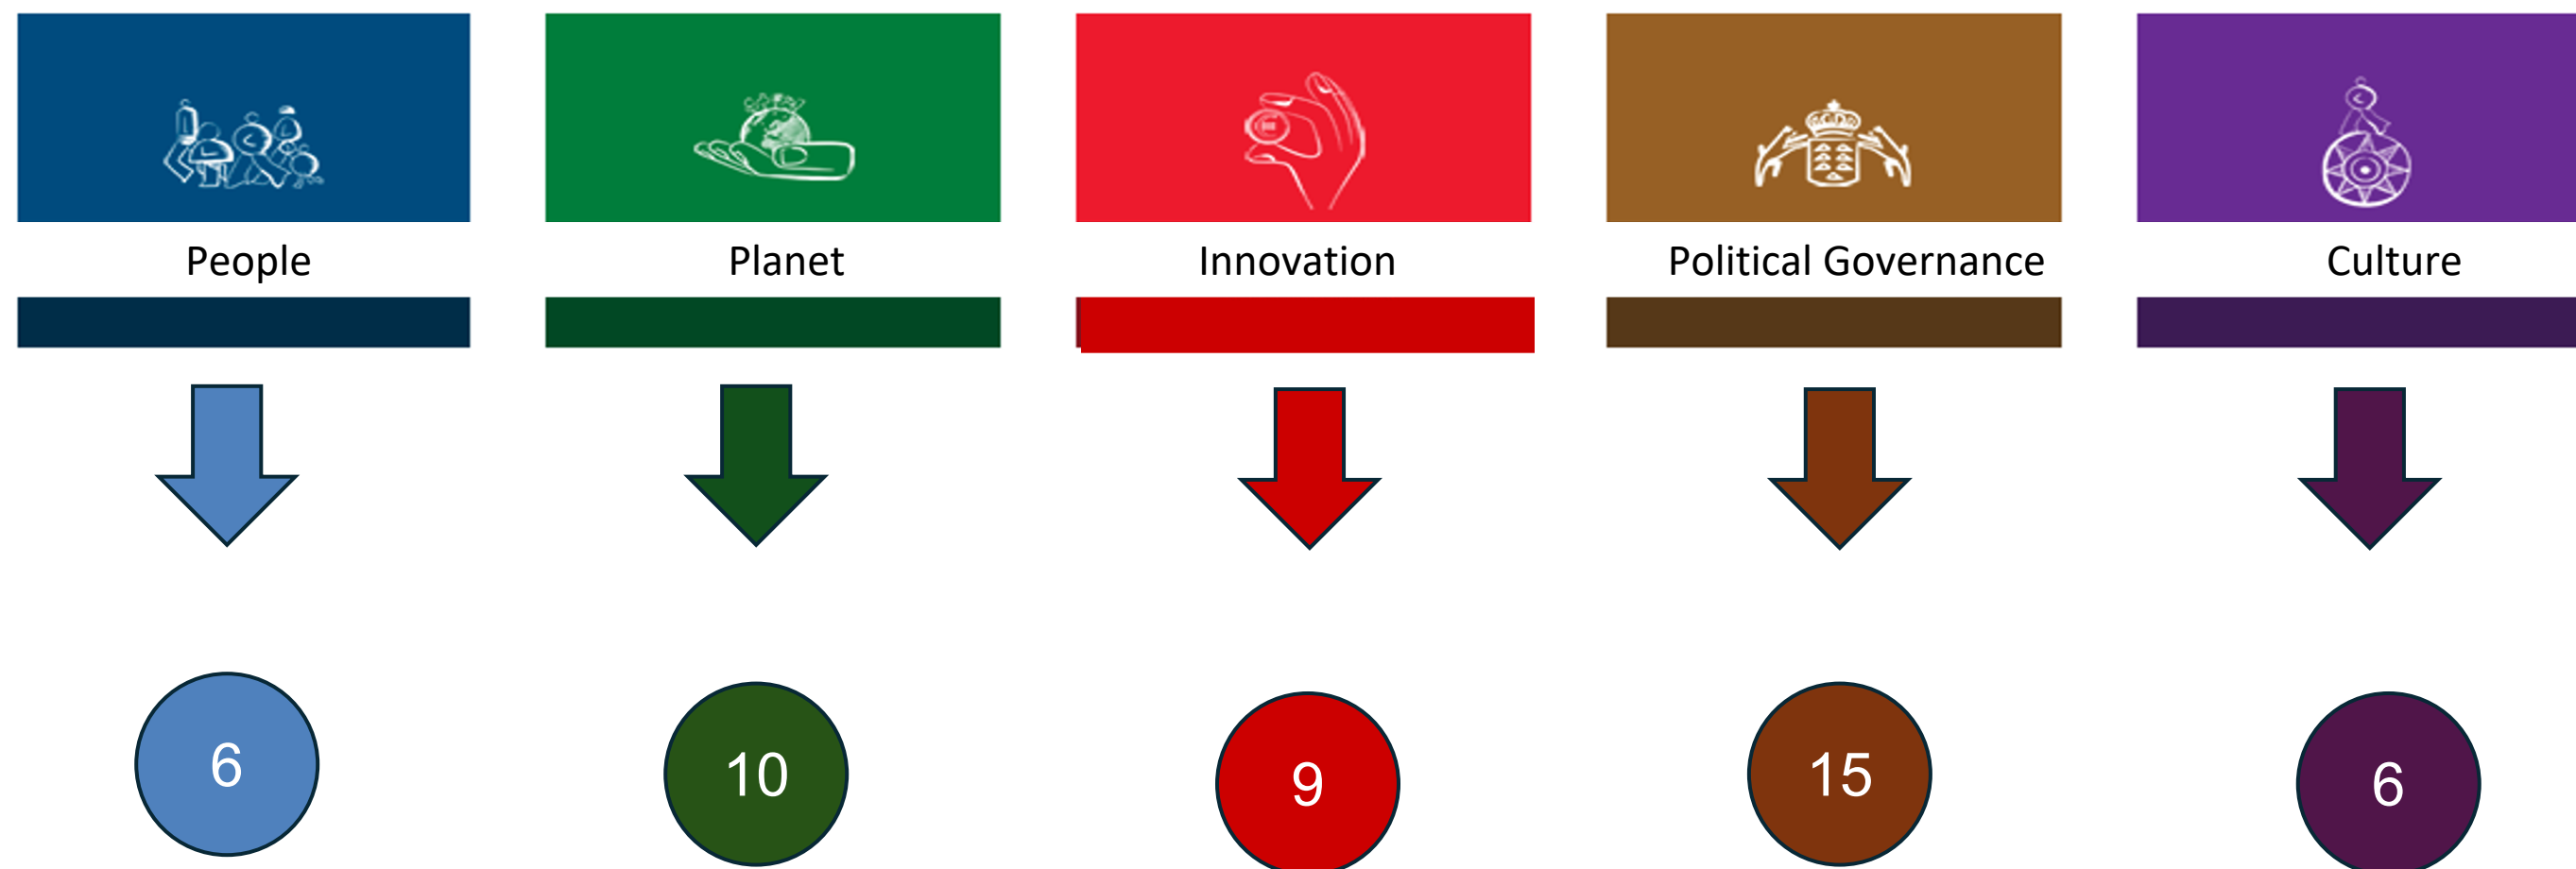 People
Planet
Innovation
Political Governance
Culture
6
10
9
15
6